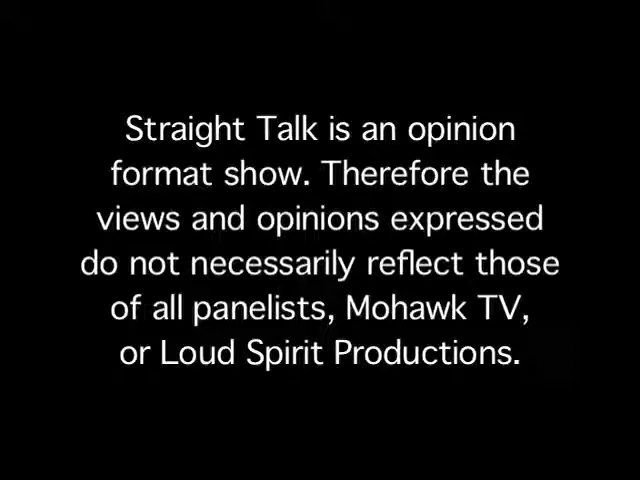 Straight Talk is an opinion
format show. Therefore the
views and opinions expressed
do not necessarily reflect those
of all panelists, Mohawk TV,
or Loud Spirit Productions.